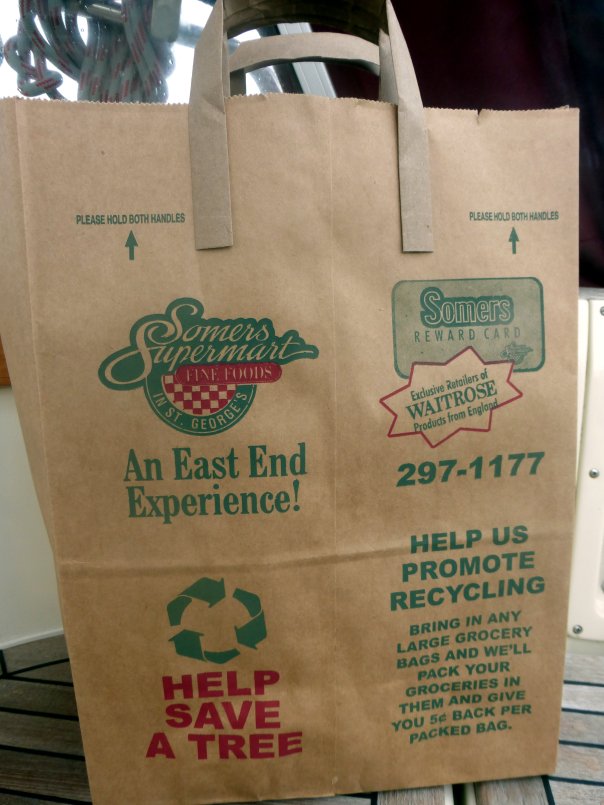 PLEASE HOLD BOTH HANDLES
PLEASE HOLD BOTH HANDLES
Somers
Supermart
FINE FOODS
IN ST. GEORGE'S
An East End
Experience!
Somers
REWARD CARD
Exclusive Retailers of
WAITROSE
Products from England
297-1177
HELP
SAVE
A TREE
HELP US
PROMOTE
RECYCLING
BRING IN ANY
LARGE GROCERY
BAGS AND WE'LL
PACK YOUR
GROCERIES IN
THEM AND GIVE
YOU 5¢ BACK PER
PACKED BAG.